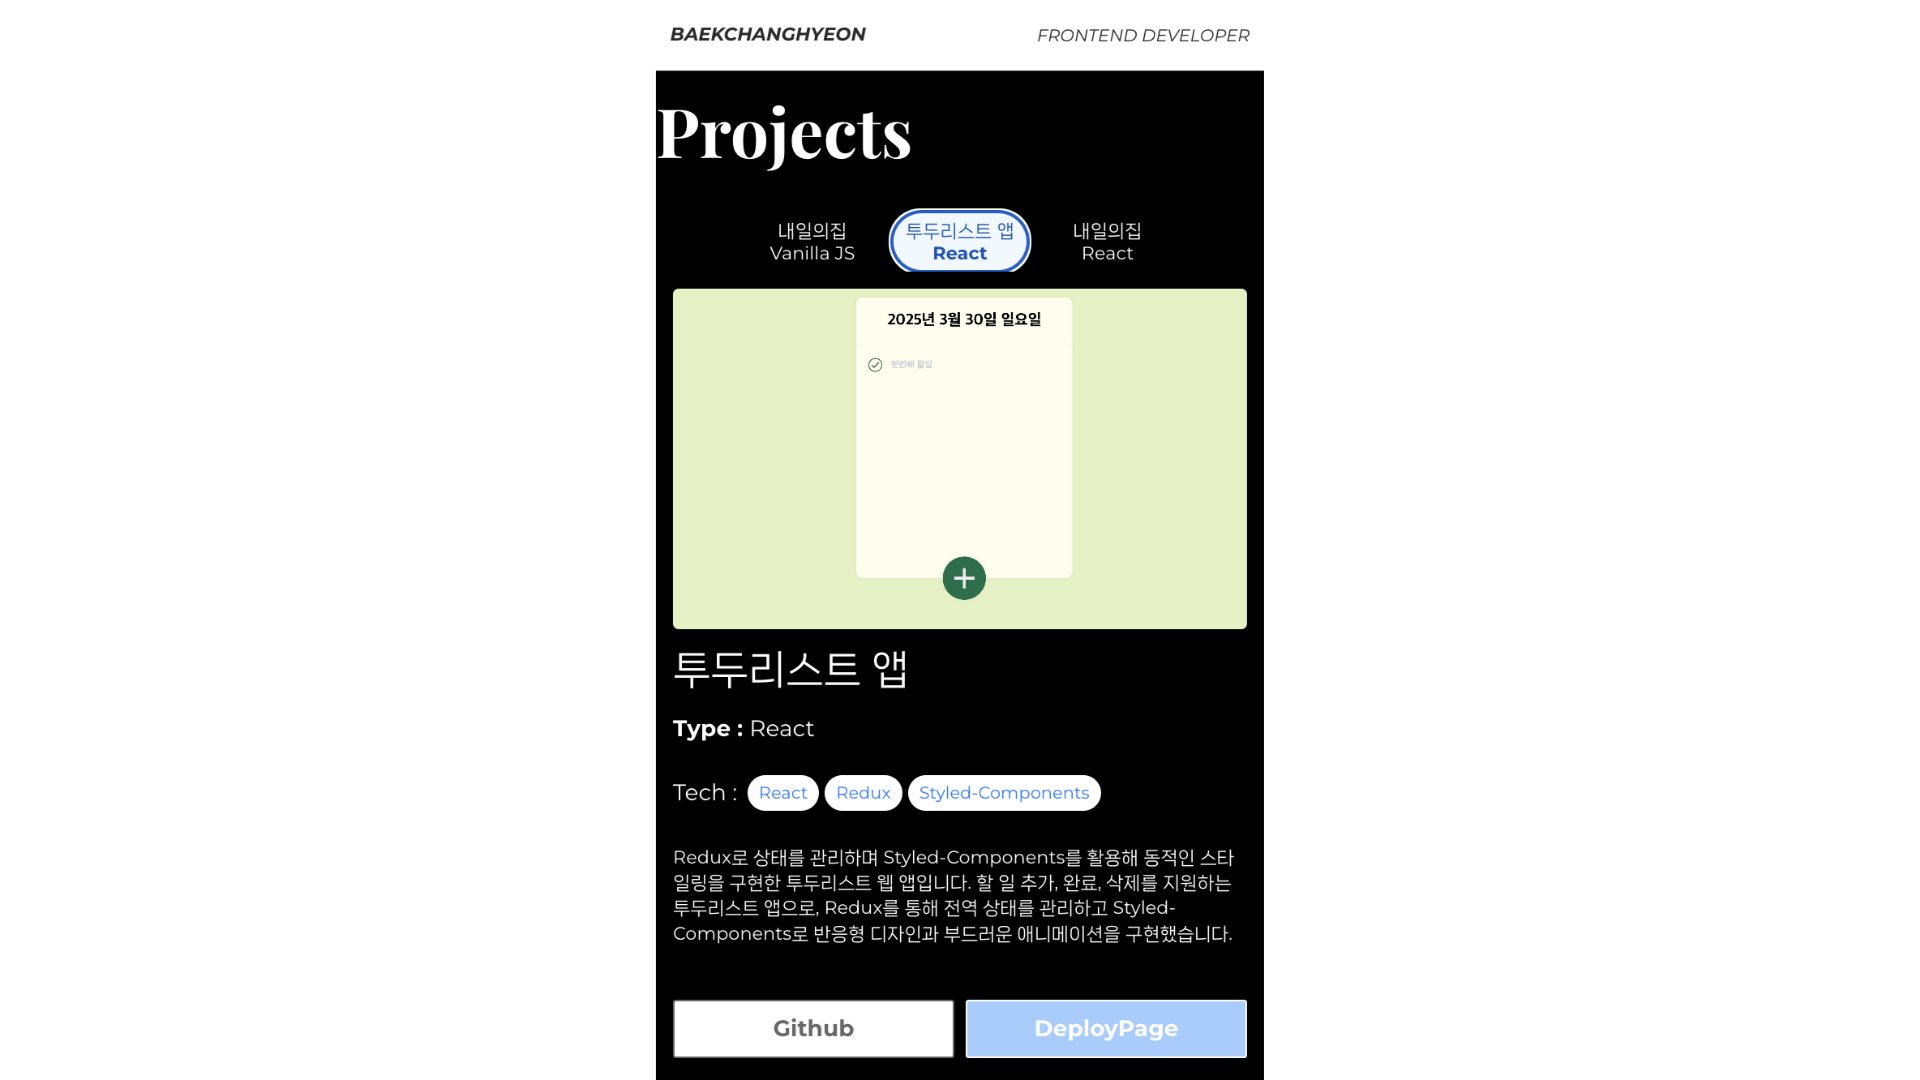 BAEKCHANGHYEON
FRONTEND DEVELOPER
Projects
내일의집
Vanilla JS
투두리스트 앱
React
내일의집
React
2025년 3월 30일 일요일
첫번째 할일
투두리스트 앱
Type : React
Tech : React Redux Styled-Components
Redux로 상태를 관리하며 Styled-Components를 활용해 동적인 스타
일링을 구현한 투두리스트 웹 앱입니다. 할 일 추가, 완료, 삭제를 지원하는
투두리스트 앱으로, Redux를 통해 전역 상태를 관리하고 Styled-
Components로 반응형 디자인과 부드러운 애니메이션을 구현했습니다.
Github
DeployPage